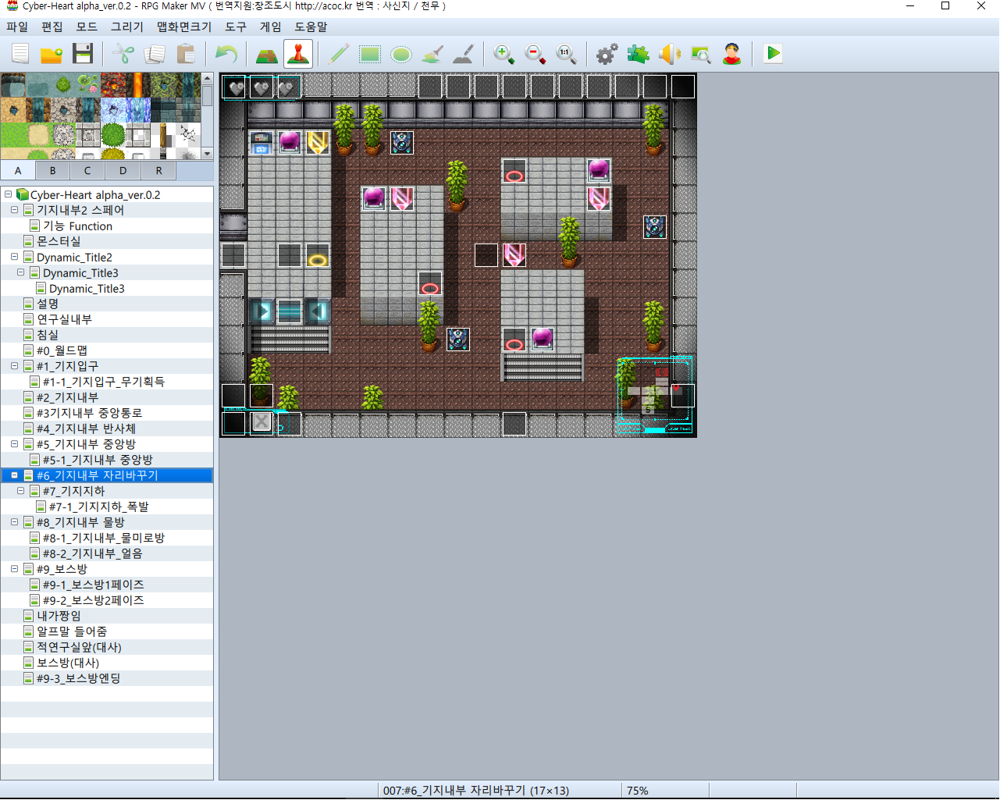 Cyber-Heart alpha_ver.0.2 - RPG Maker MV ( 번역지원:창조도시 http://acoc.kr 번역 : 사신지 / 천무 )
파일 편집 모드 그리기 맵화면크기 도구 게임 도움말
1:1
A B C D R
Cyber-Heart alpha_ver.0.2
기지내부2 스페어
기능 Function
몬스터실
Dynamic_Title2
Dynamic_Title3
Dynamic_Title3
설명
연구실내부
침실
#0_월드맵
#1_기지입구
#1-1_기지입구_무기획득
#2_기지내부
#3기지내부 중앙통로
#4_기지내부 반사체
#5_기지내부 중앙방
#5-1_기지내부 중앙방
#6_기지내부 자리바꾸기
#7_기지지하
#7-1_기지지하_폭발
#8_기지내부 물방
#8-1_기지내부_물미로방
#8-2_기지내부_얼음
#9_보스방
#9-1_보스방1페이즈
#9-2_보스방2페이즈
내가짱임
알프말 들어줌
적연구실앞(대사)
보스방(대사)
#9-3_보스방엔딩
007:#6_기지내부 자리바꾸기 (17×13) 75%